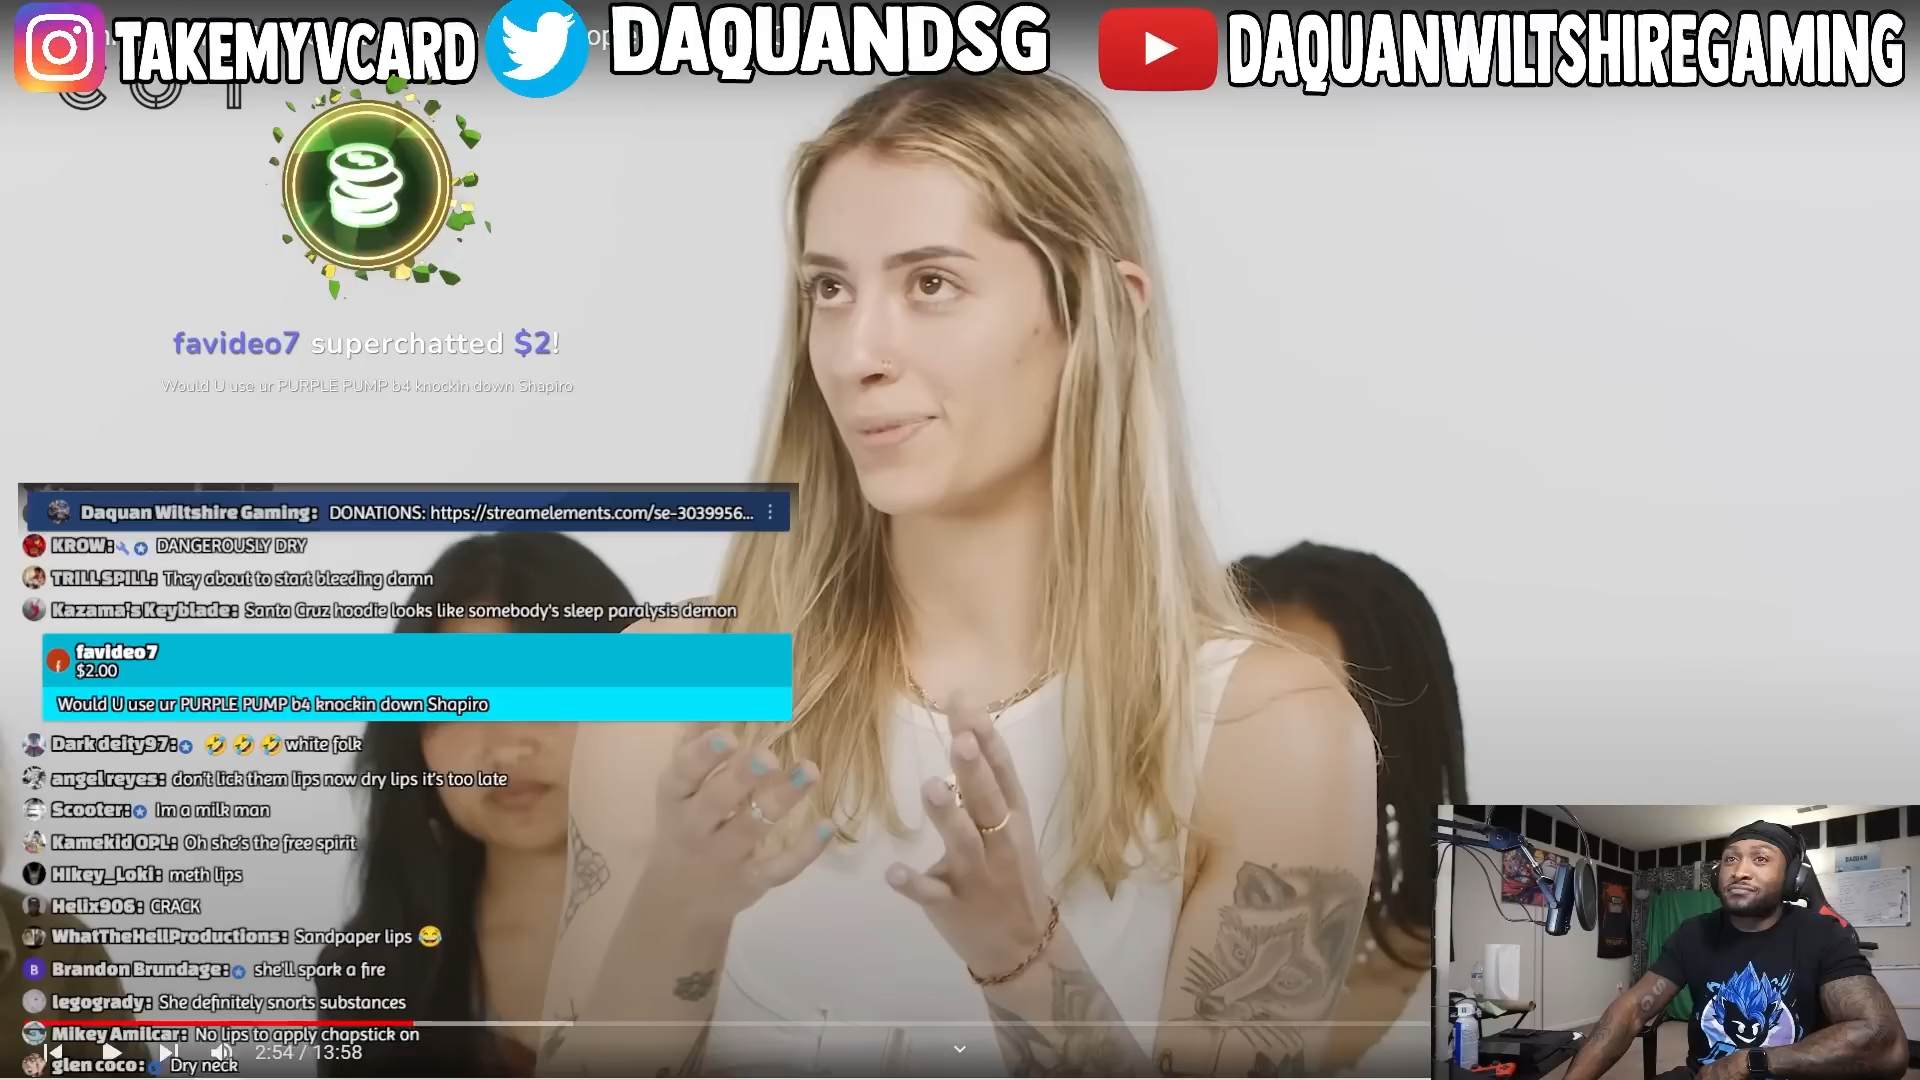 TAKEMYVCARD
DAQUANDSG
DAQUANWILTSHIREGAMING
CUT
favideo7 superchatted $2!
Would U use ur PURPLE PUMP b4 knockin down Shapiro
Daquan Wiltshire Gaming: DONATIONS: https://streamelements.com/se-3039956...
KROW: DANGEROUSLY DRY
TRILLSPILL: They about to start bleeding damn
Kazama's Keyblade: Santa Cruz hoodie looks like somebody's sleep paralysis demon
favideo7
$2.00
Would U use ur PURPLE PUMP b4 knockin down Shapiro
Darkdeity97: 🤣 🤣 🤣 white folk
angel reyes: don't lick them lips now dry lips it's too late
Scooter: Im a milk man
Kamekid OPL: Oh she's the free spirit
HIkey_Loki: meth lips
Helix906: CRACK
WhatTheHellProductions: Sandpaper lips 😂
B Brandon Brundage: she'll spark a fire
legogrady: She definitely snorts substances
Mikey Amilcar: No lips to apply chapstick on
2:54 / 13:58
glen coco: Dry neck
DAQUAN